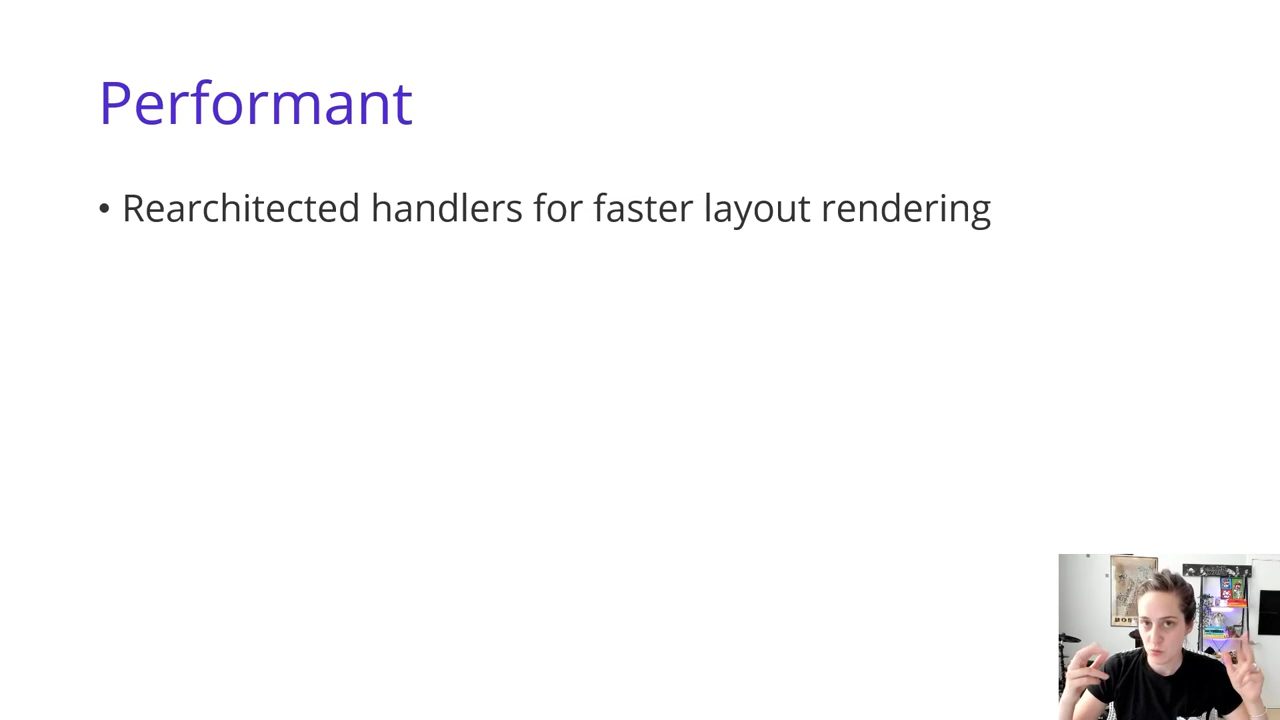 Performant
• Rearchitected handlers for faster layout rendering